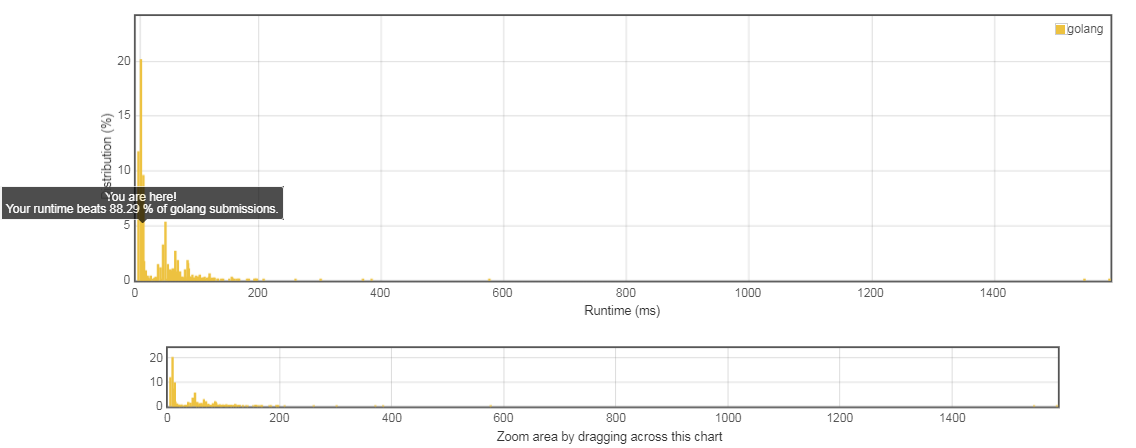 golang
20
15
10
5
0
Distribution (%)
You are here!
Your runtime beats 88.29 % of golang submissions.
0 200 400 600 800 1000 1200 1400
Runtime (ms)
20
10
0
0 200 400 600 800 1000 1200 1400
Zoom area by dragging across this chart